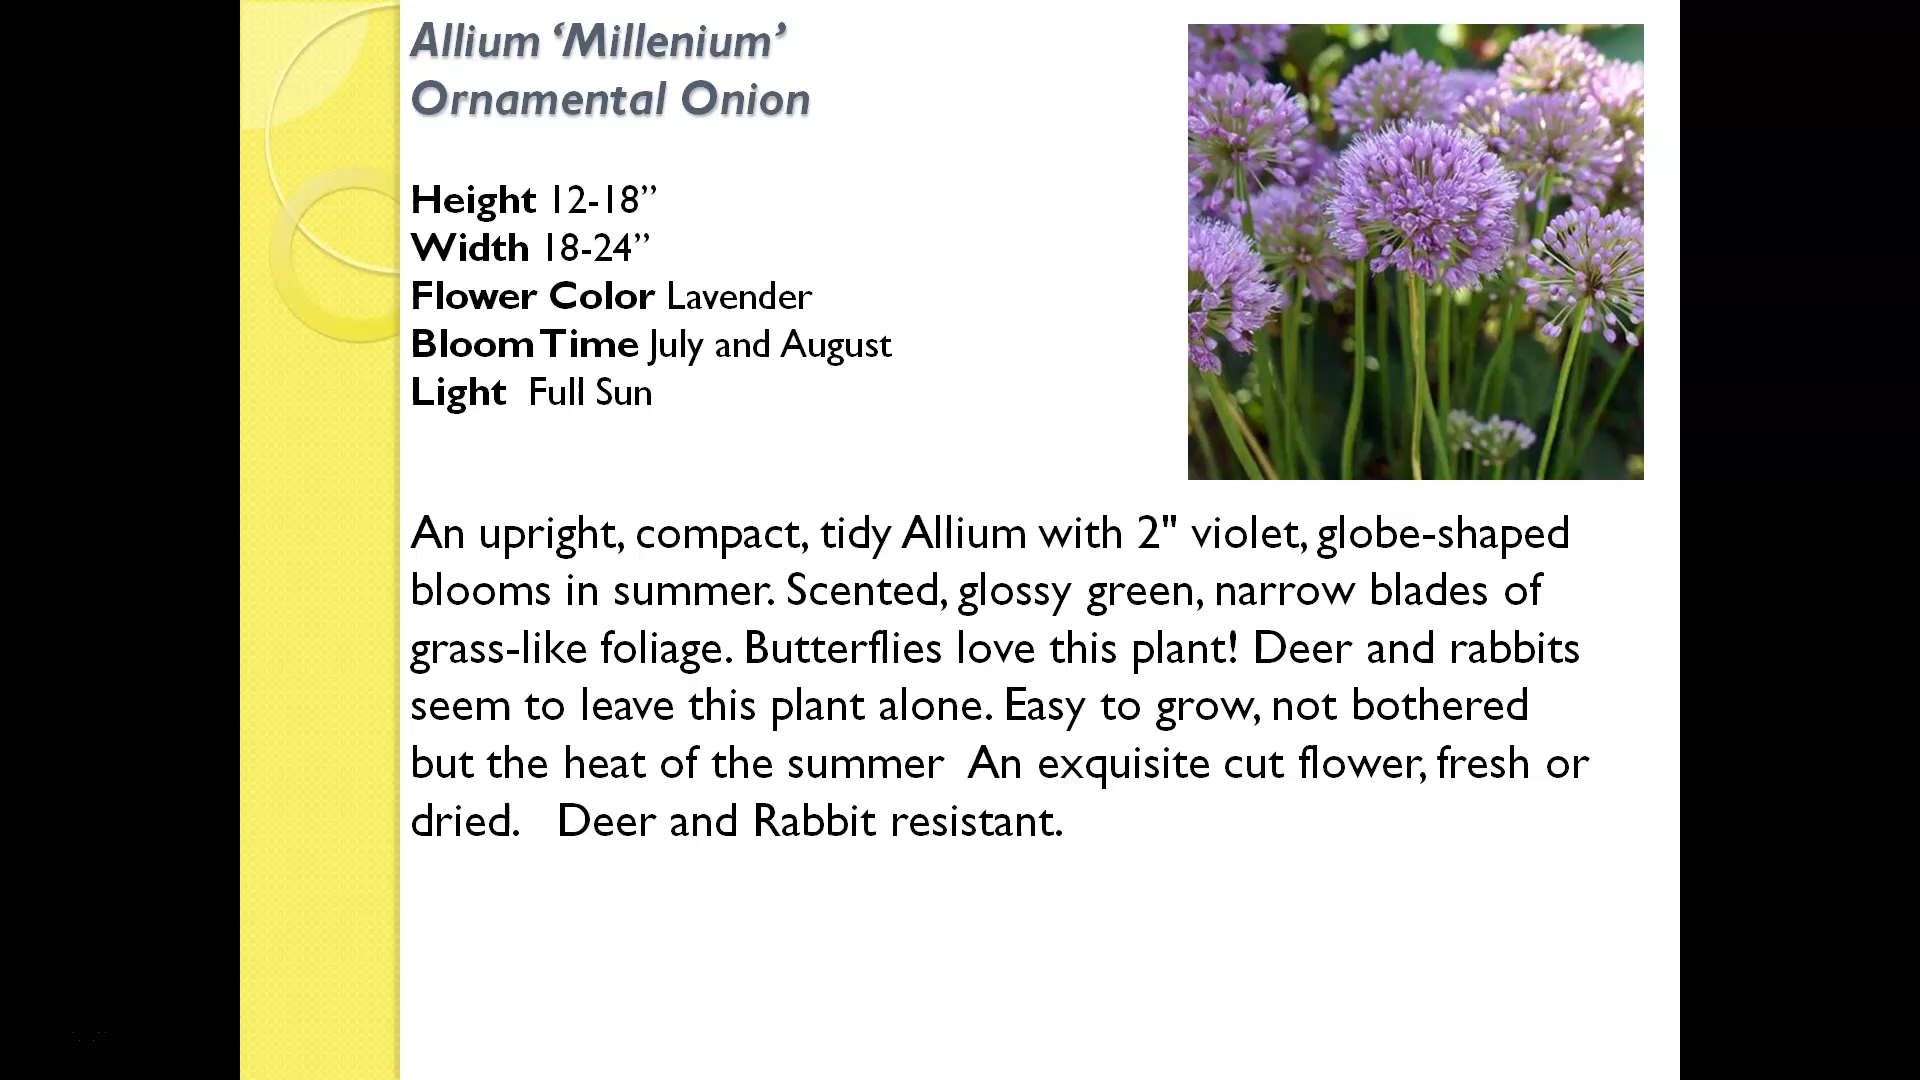 Allium ‘Millenium’
Ornamental Onion
Height 12-18”
Width 18-24”
Flower Color Lavender
Bloom Time July and August
Light  Full Sun
An upright, compact, tidy Allium with 2" violet, globe-shaped
blooms in summer. Scented, glossy green, narrow blades of
grass-like foliage. Butterflies love this plant! Deer and rabbits
seem to leave this plant alone. Easy to grow, not bothered
but the heat of the summer  An exquisite cut flower, fresh or
dried.   Deer and Rabbit resistant.